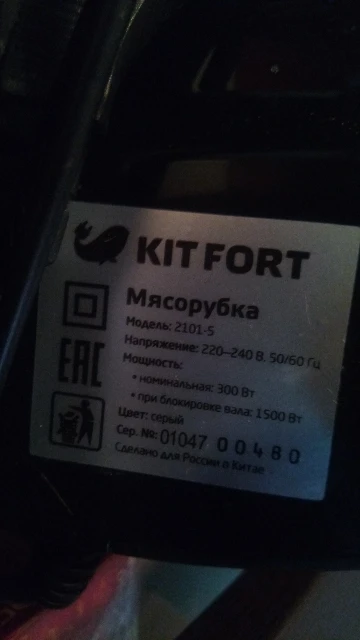 KITFORT
Мясорубка
Модель: 2101-5
Напряжение: 220–240 В, 50/60 Гц
Мощность:
• номинальная: 300 Вт
• при блокировке вала: 1500 Вт
EAC
Цвет: серый
Сер. №: 01047 00480
Сделано для России в Китае